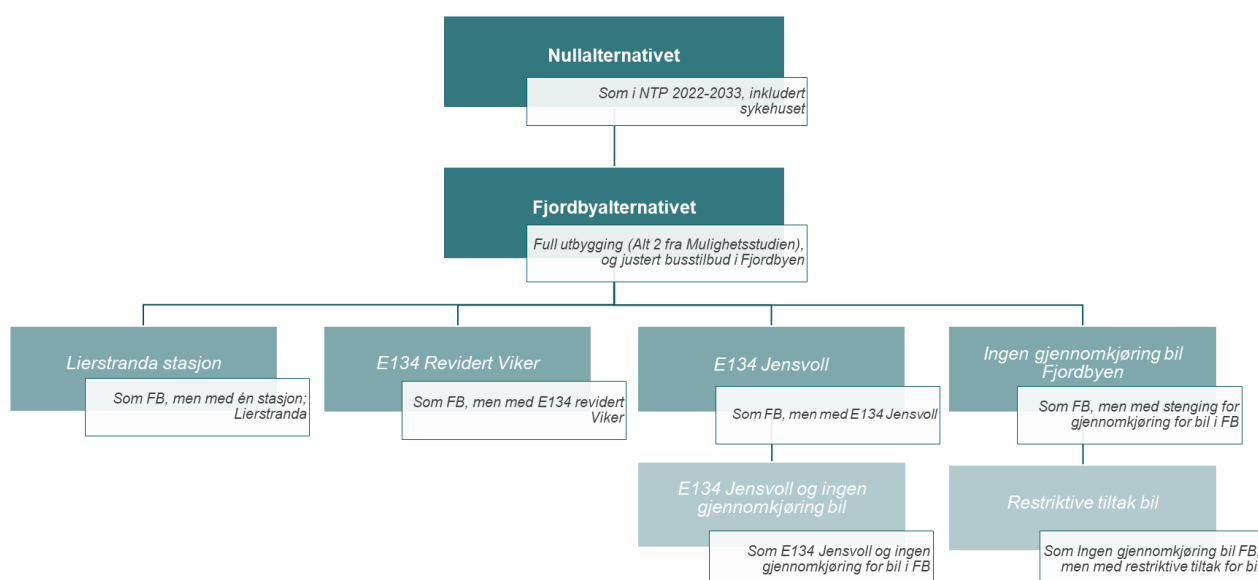 Nullalternativet
Som i NTP 2022-2033, inkludert
sykehuset
Fjordbyalternativet
Full utbygging (Alt 2 fra Mulighetsstudien),
og justert busstilbud i Fjordbyen
Lierstranda stasjon
Som FB, men med én stasjon;
Lierstranda
E134 Revidert Viker
Som FB, men med E134 revidert
Viker
E134 Jensvoll
Som FB, men med E134 Jensvoll
Ingen gjennomkjøring bil
Fjordbyen
Som FB, men med stenging for
gjennomkjøring for bil i FB
E134 Jensvoll og ingen
gjennomkjøring bil
Som E134 Jensvoll og ingen
gjennomkjøring for bil i FB
Restriktive tiltak bil
Som Ingen gjennomkjøring bil FB,
men med restriktive tiltak for bil